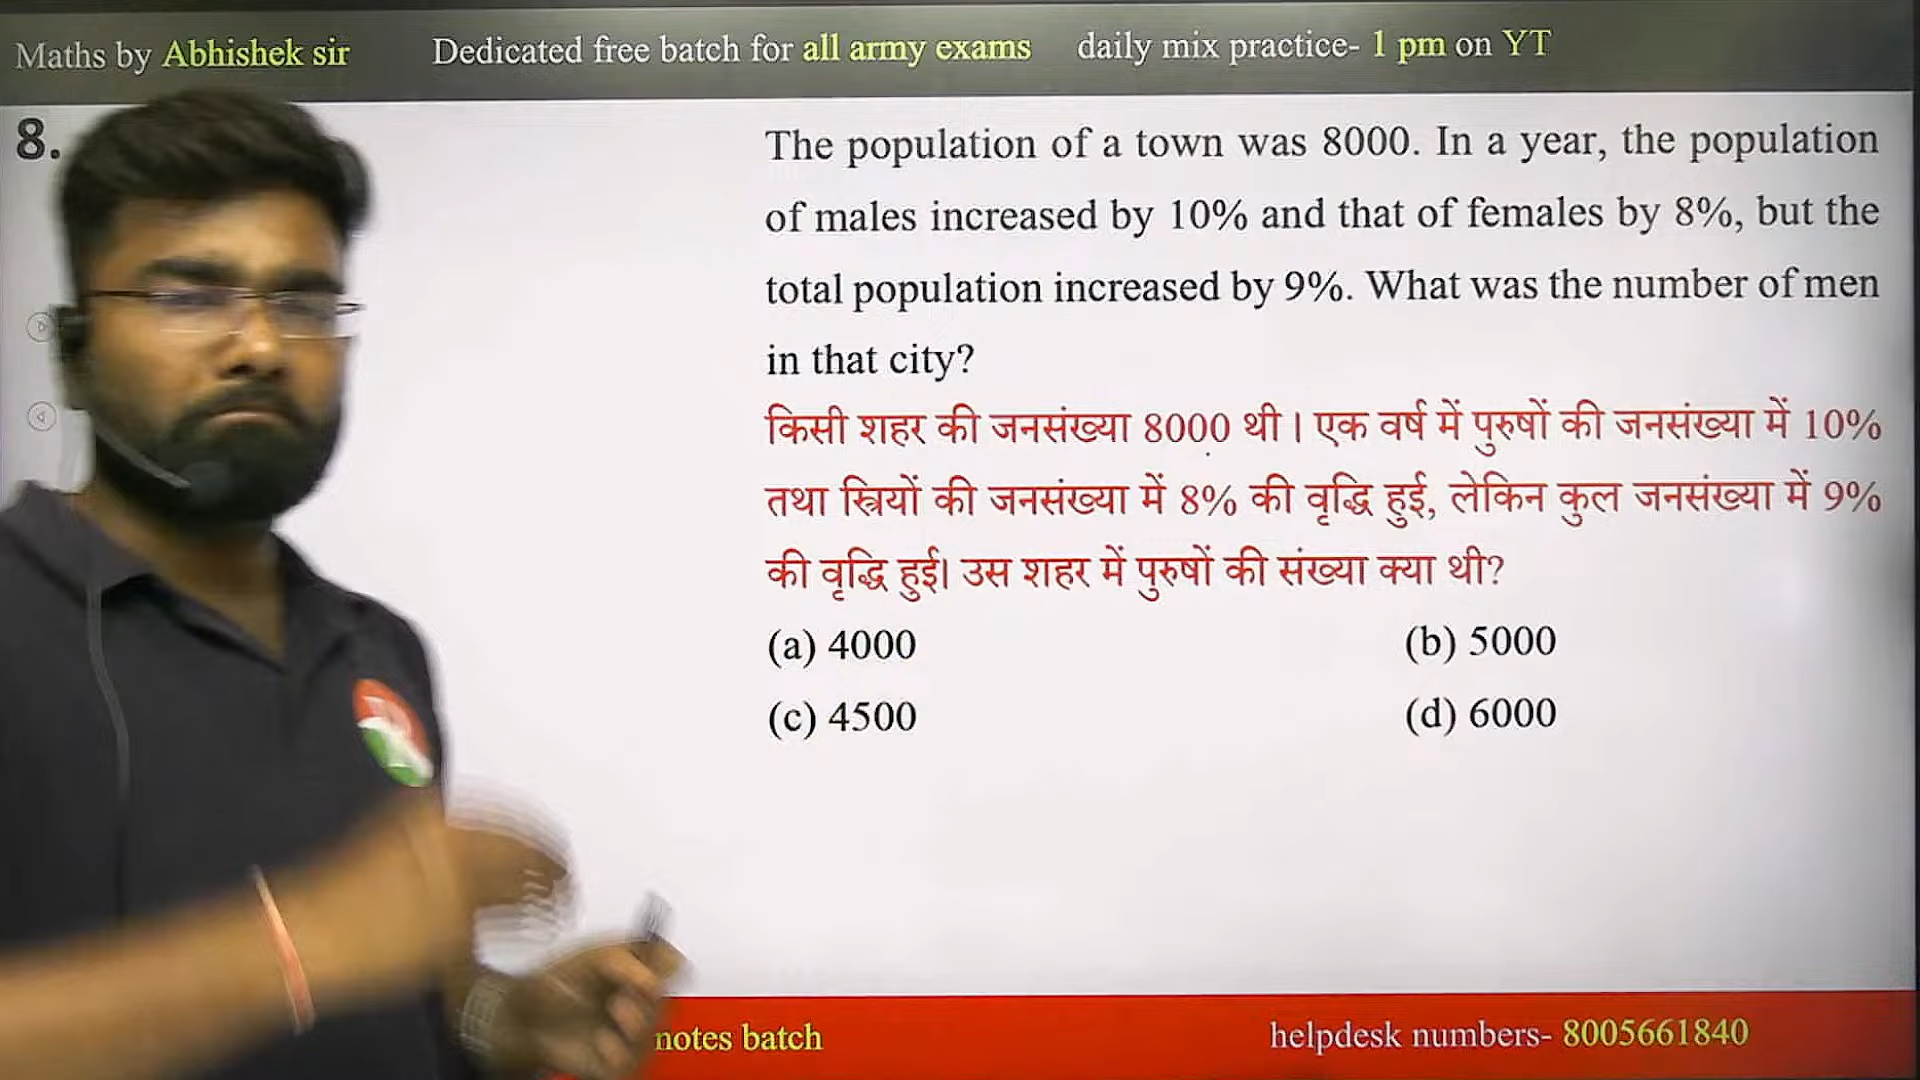 Maths by Abhishek sir Dedicated free batch for all army exams daily mix practice- 1 pm on YT
8.
The population of a town was 8000. In a year, the population
of males increased by 10% and that of females by 8%, but the
total population increased by 9%. What was the number of men
in that city?
किसी शहर की जनसंख्या 8000 थी। एक वर्ष में पुरुषों की जनसंख्या में 10%
तथा स्त्रियों की जनसंख्या में 8% की वृद्धि हुई, लेकिन कुल जनसंख्या में 9%
की वृद्धि हुई। उस शहर में पुरुषों की संख्या क्या थी?
(a) 4000 (b) 5000
(c) 4500 (d) 6000
notes batch helpdesk numbers- 8005661840